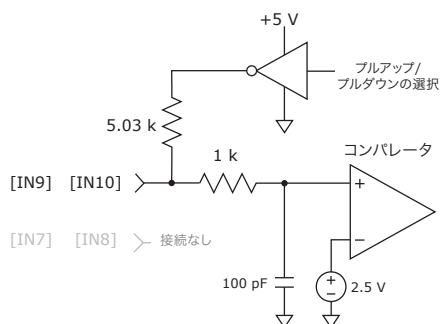 +5 V
プルアップ/
プルダウンの選択
5.03 k
1 k
コンパレータ
[IN9] [IN10]
+
[IN7] [IN8] 接続なし
−
100 pF
+
−
2.5 V